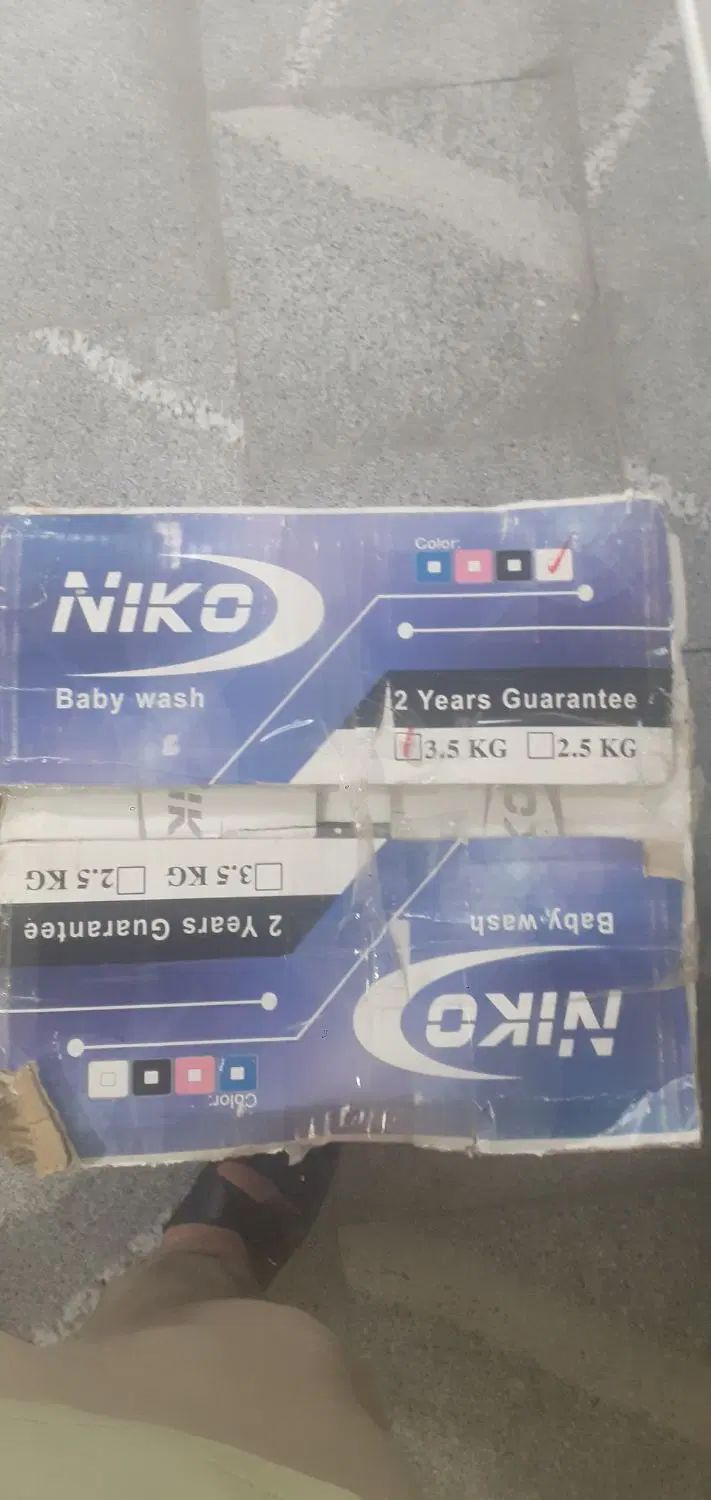 Color:
NIKO
Baby wash
2 Years Guarantee
3.5 KG 2.5 KG
3.5 KG 2.5 KG
2 Years Guarantee
Baby wash
NIKO
Color: